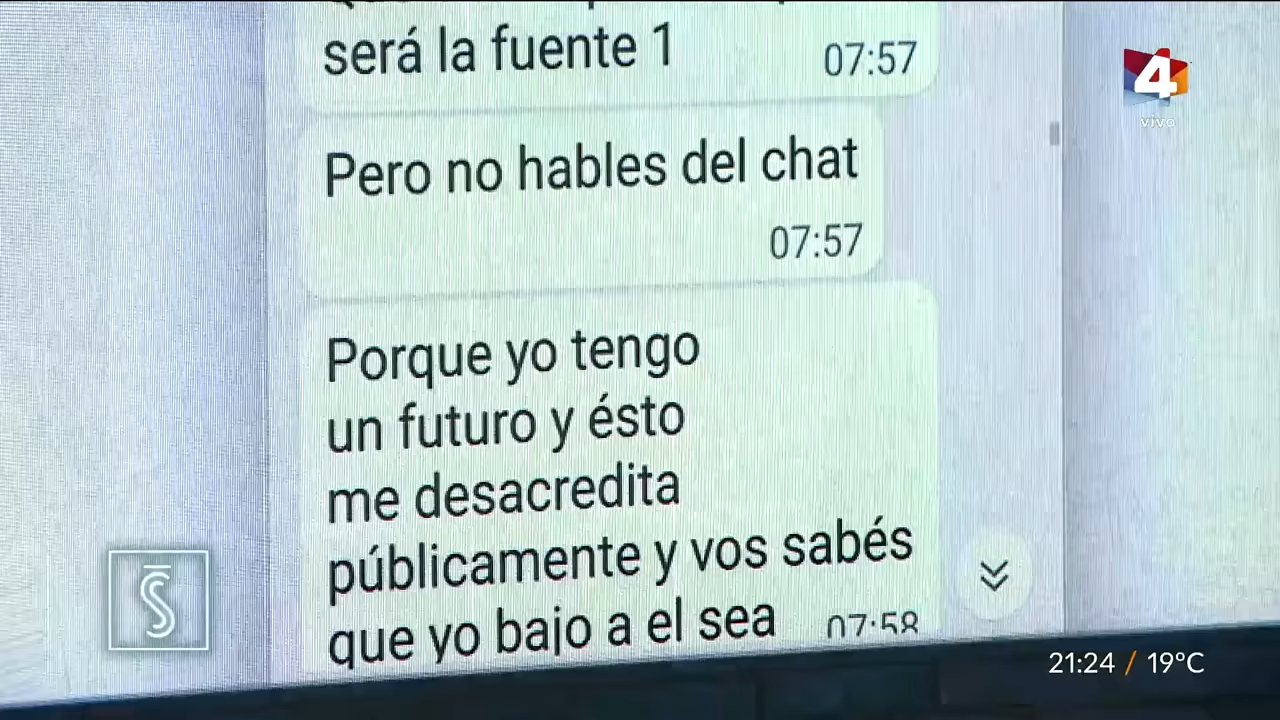 será la fuente 1 07:57
Pero no hables del chat
07:57
Porque yo tengo
un futuro y ésto
me desacredita
públicamente y vos sabés
que yo bajo a el sea 07:58
4
vivo
S
21:24 / 19°C